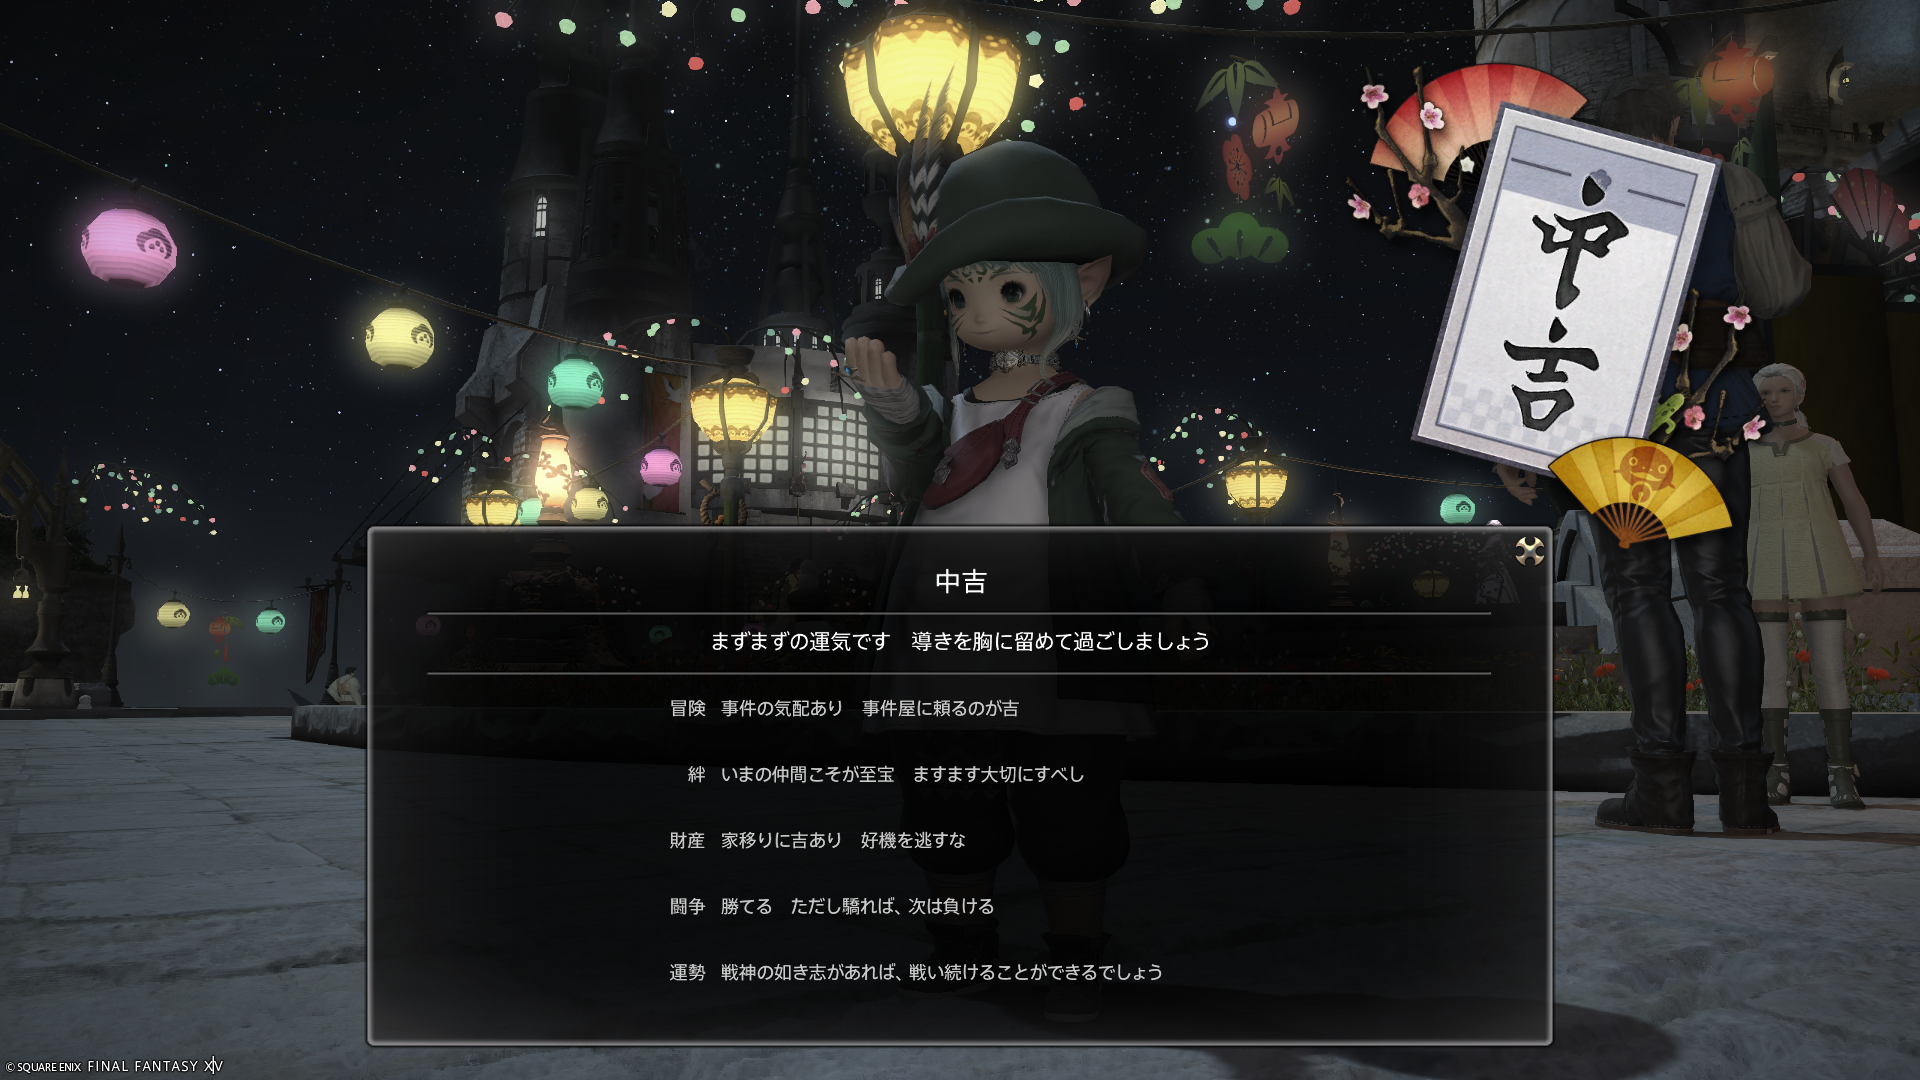 中吉
中吉
まずまずの運気です　導きを胸に留めて過ごしましょう
冒険　事件の気配あり　事件屋に頼るのが吉
絆　いまの仲間こそが至宝　ますます大切にすべし
財産　家移りに吉あり　好機を逃すな
闘争　勝てる　ただし驕れば、次は負ける
運勢　戦神の如き志があれば、戦い続けることができるでしょう
© SQUARE ENIX FINAL FANTASY XIV